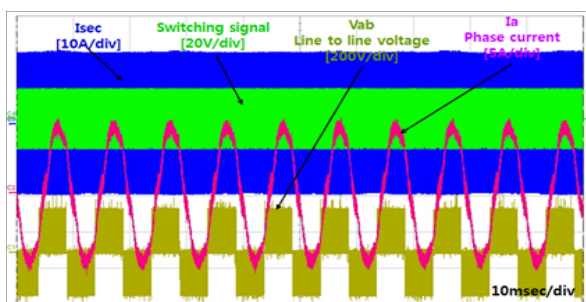 Isec
[10A/div]
Switching signal
[20V/div]
Vab
Line to line voltage
[200V/div]
Ia
Phase current
[5A/div]
10msec/div